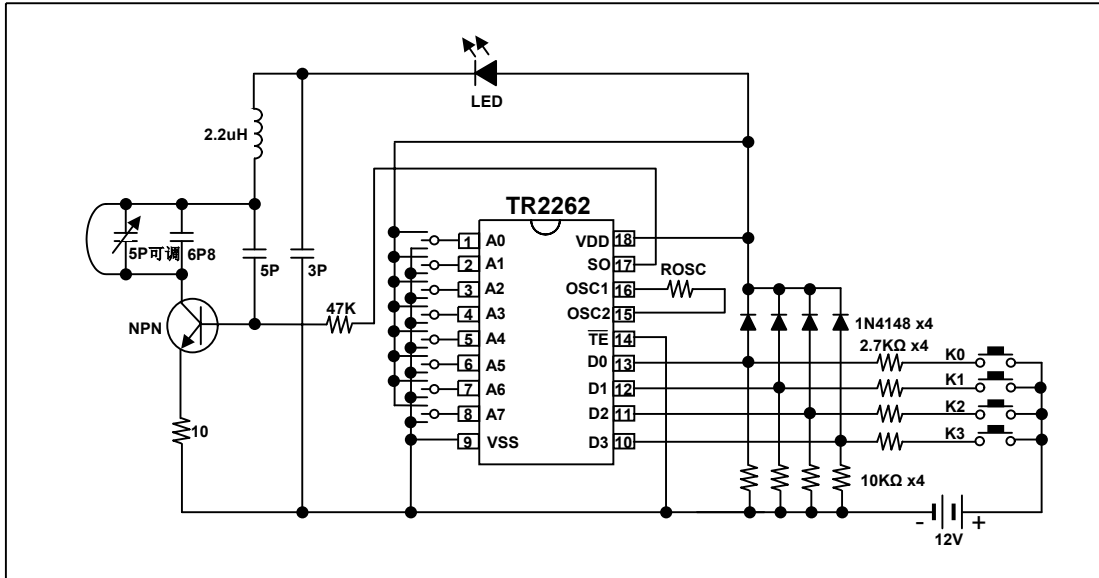 LED
2.2uH
TR2262
5P可调
6P8
5P
3P
NPN
47K
10
1 A0
2 A1
3 A2
4 A3
5 A4
6 A5
7 A6
8 A7
9 VSS
VDD 18
SO 17
OSC1 16
OSC2 15
TE 14
D0 13
D1 12
D2 11
D3 10
ROSC
1N4148 x4
2.7KΩ x4
K0
K1
K2
K3
10KΩ x4
- +
12V